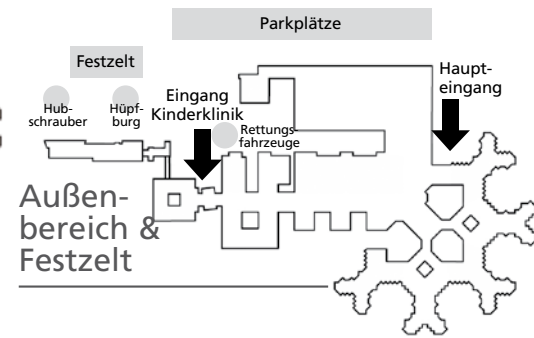 Parkplätze
Festzelt
Hub-
schrauber
Hüpf-
burg
Eingang
Kinderklinik
Rettungs-
fahrzeuge
Haupt-
eingang
Außen-
bereich &
Festzelt